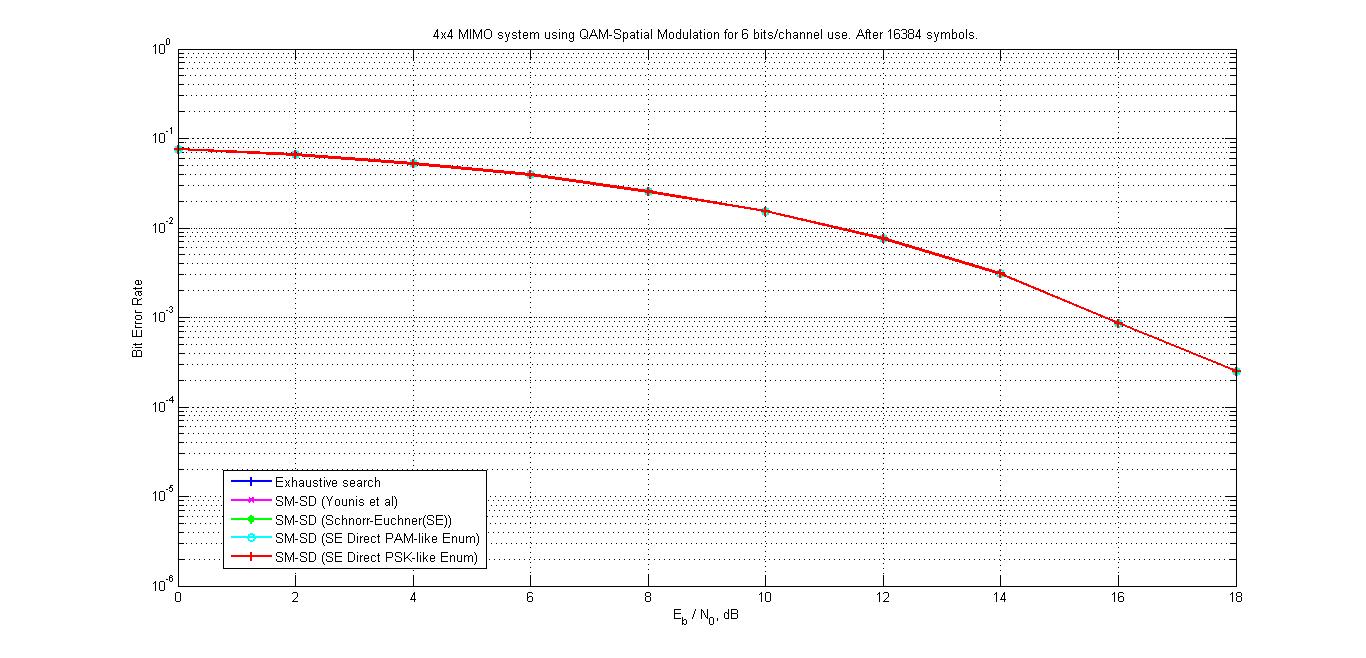 4x4 MIMO system using QAM-Spatial Modulation for 6 bits/channel use. After 16384 symbols.
10^0
10^-1
10^-2
10^-3
10^-4
10^-5
10^-6
Bit Error Rate
Exhaustive search
SM-SD (Younis et al)
SM-SD (Schnorr-Euchner(SE))
SM-SD (SE Direct PAM-like Enum)
SM-SD (SE Direct PSK-like Enum)
0 2 4 6 8 10 12 14 16 18
E_b / N_0, dB